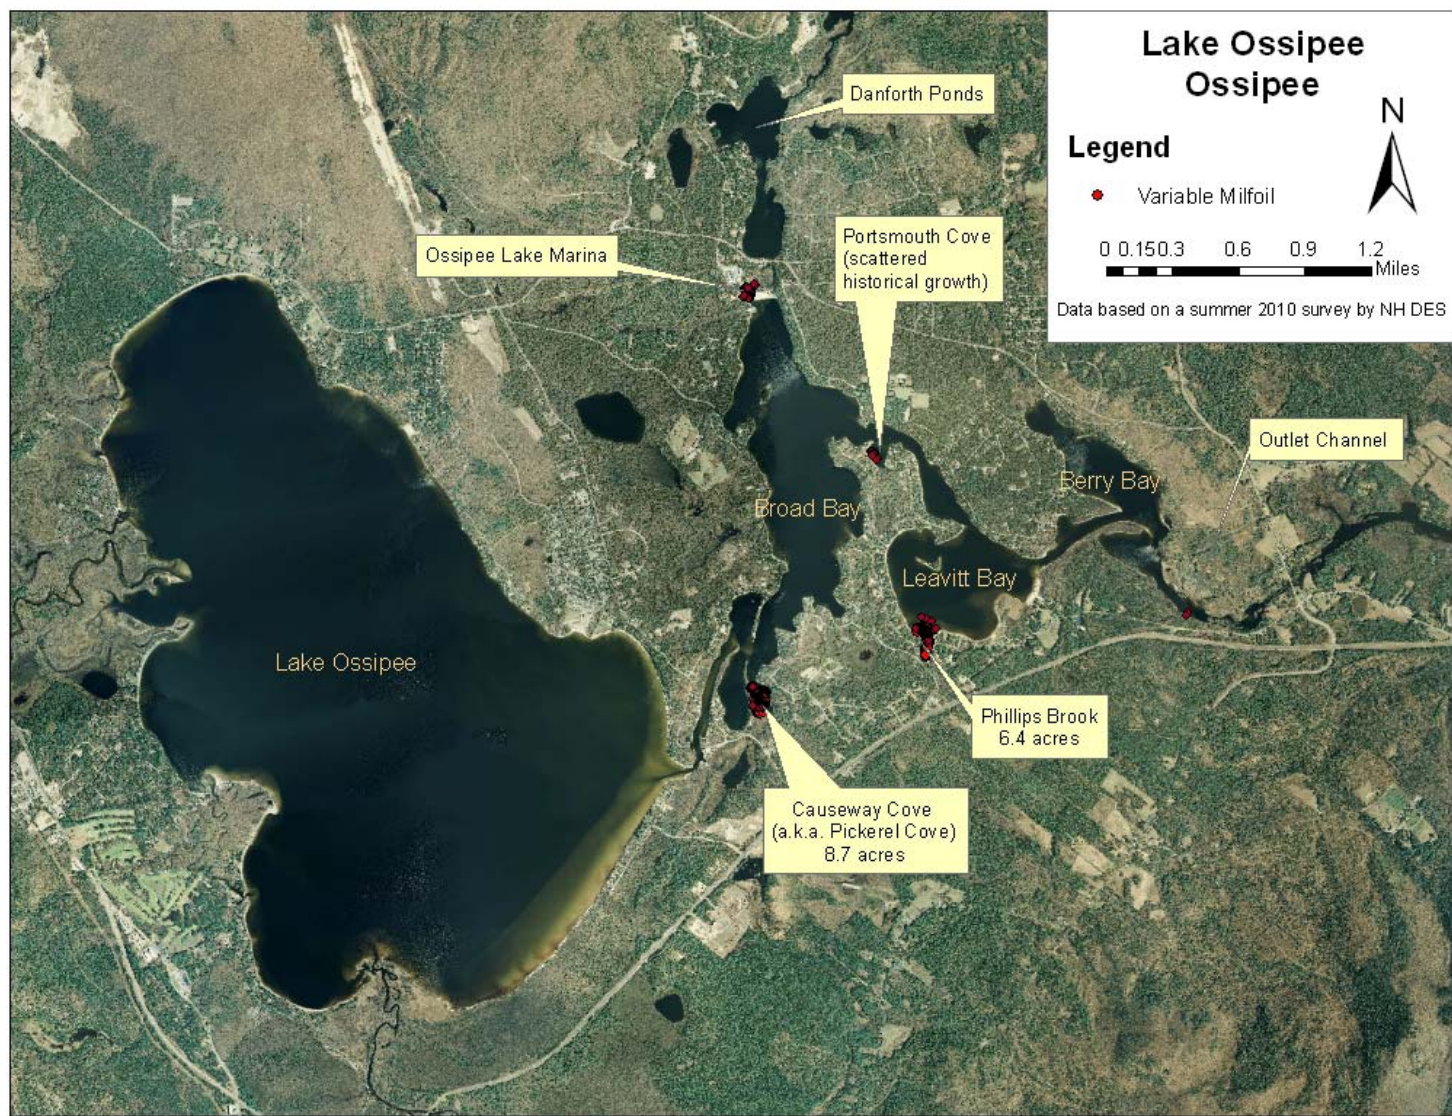 Lake Ossipee
Ossipee
N
Legend
Variable Milfoil
0 0.15 0.3 0.6 0.9 1.2
Miles
Data based on a summer 2010 survey by NH DES
Danforth Ponds
Ossipee Lake Marina
Portsmouth Cove
(scattered
historical growth)
Outlet Channel
Berry Bay
Broad Bay
Leavitt Bay
Lake Ossipee
Phillips Brook
6.4 acres
Causeway Cove
(a.k.a. Pickerel Cove)
8.7 acres